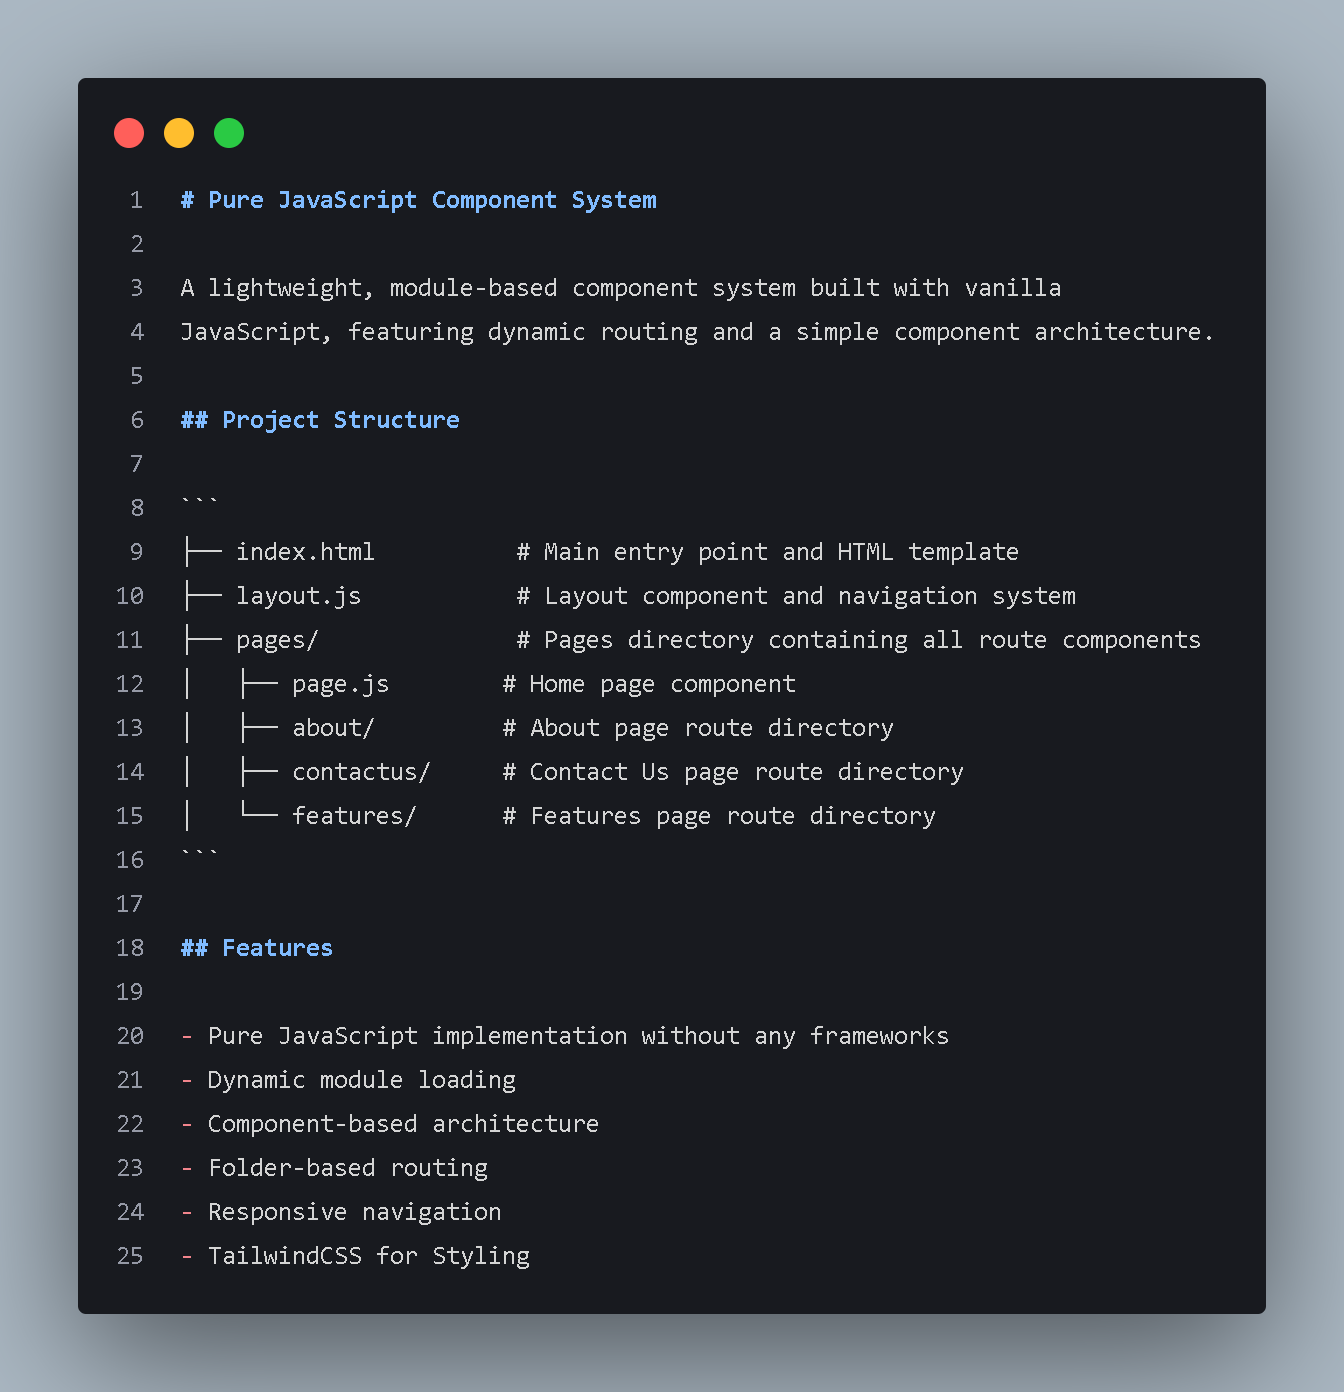 1 # Pure JavaScript Component System
2
3 A lightweight, module-based component system built with vanilla
4 JavaScript, featuring dynamic routing and a simple component architecture.
5
6 ## Project Structure
7
8 ```
9 ├── index.html          # Main entry point and HTML template
10 ├── layout.js           # Layout component and navigation system
11 ├── pages/              # Pages directory containing all route components
12 │   ├── page.js        # Home page component
13 │   ├── about/         # About page route directory
14 │   ├── contactus/     # Contact Us page route directory
15 │   └── features/      # Features page route directory
16 ```
17
18 ## Features
19
20 - Pure JavaScript implementation without any frameworks
21 - Dynamic module loading
22 - Component-based architecture
23 - Folder-based routing
24 - Responsive navigation
25 - TailwindCSS for Styling